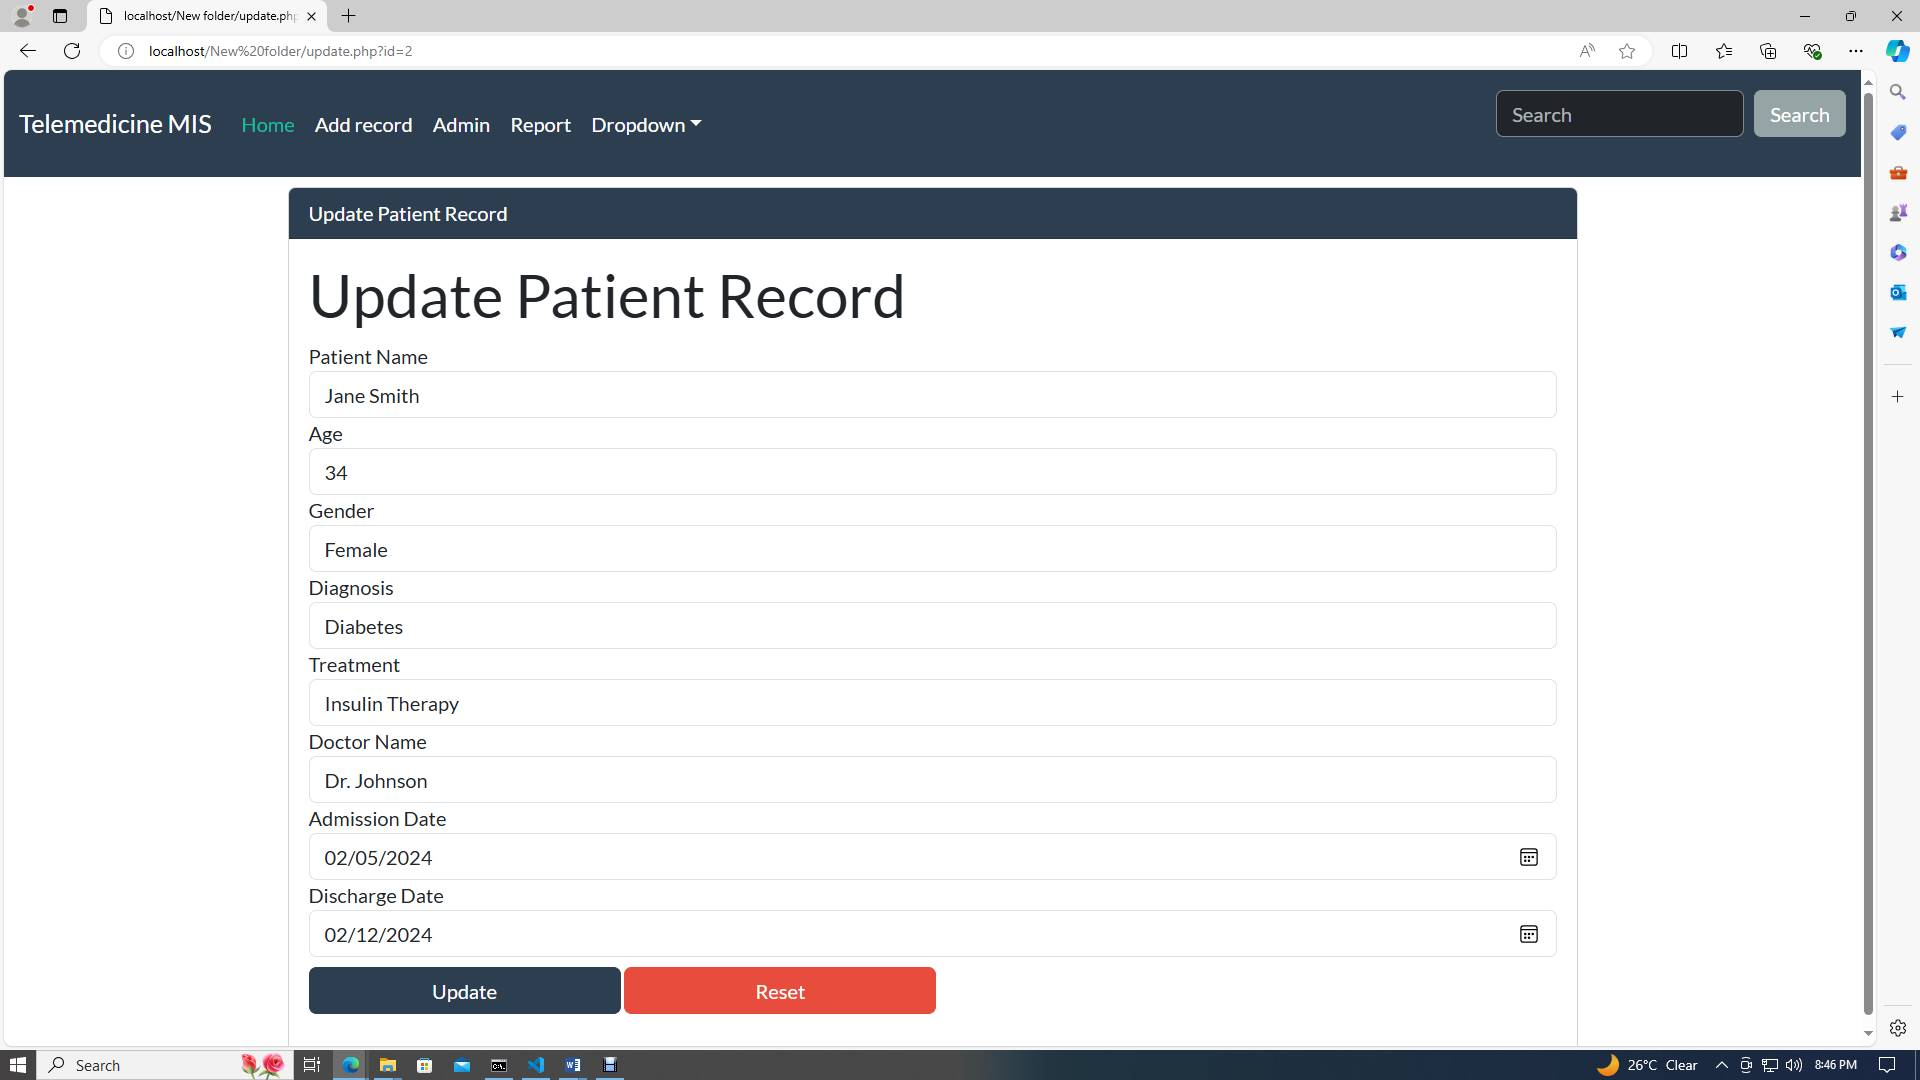 localhost/New folder/update.php
localhost/New%20folder/update.php?id=2
Telemedicine MIS
Home
Add record
Admin
Report
Dropdown
Search
Search
Update Patient Record
Update Patient Record
Patient Name
Jane Smith
Age
34
Gender
Female
Diagnosis
Diabetes
Treatment
Insulin Therapy
Doctor Name
Dr. Johnson
Admission Date
02/05/2024
Discharge Date
02/12/2024
Update
Reset
Search
26°C Clear
8:46 PM